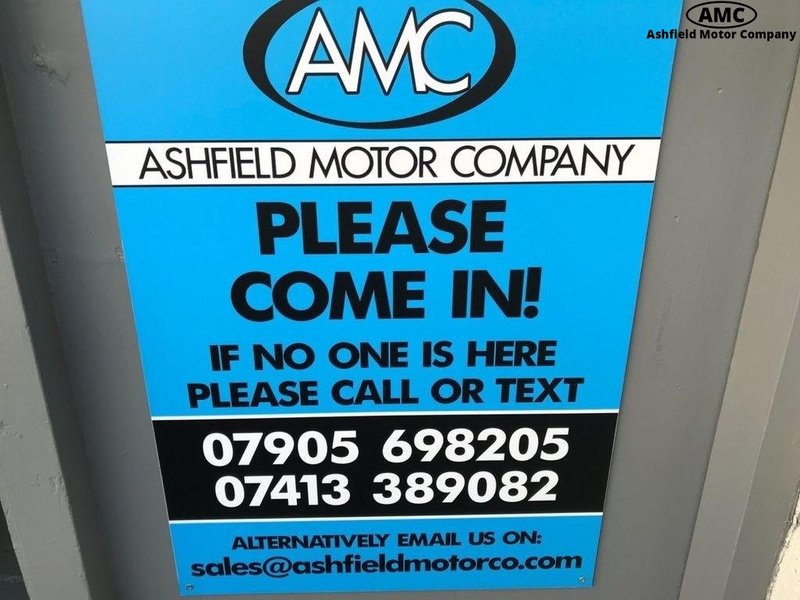 AMC
Ashfield Motor Company
AMC
ASHFIELD MOTOR COMPANY
PLEASE
COME IN!
IF NO ONE IS HERE
PLEASE CALL OR TEXT
07905 698205
07413 389082
ALTERNATIVELY EMAIL US ON:
sales@ashfieldmotorco.com